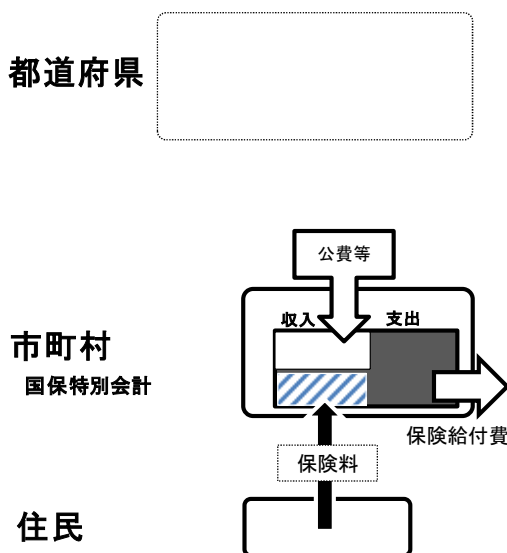 都道府県
公費等
収入
支出
市町村
国保特別会計
保険給付費
保険料
住民